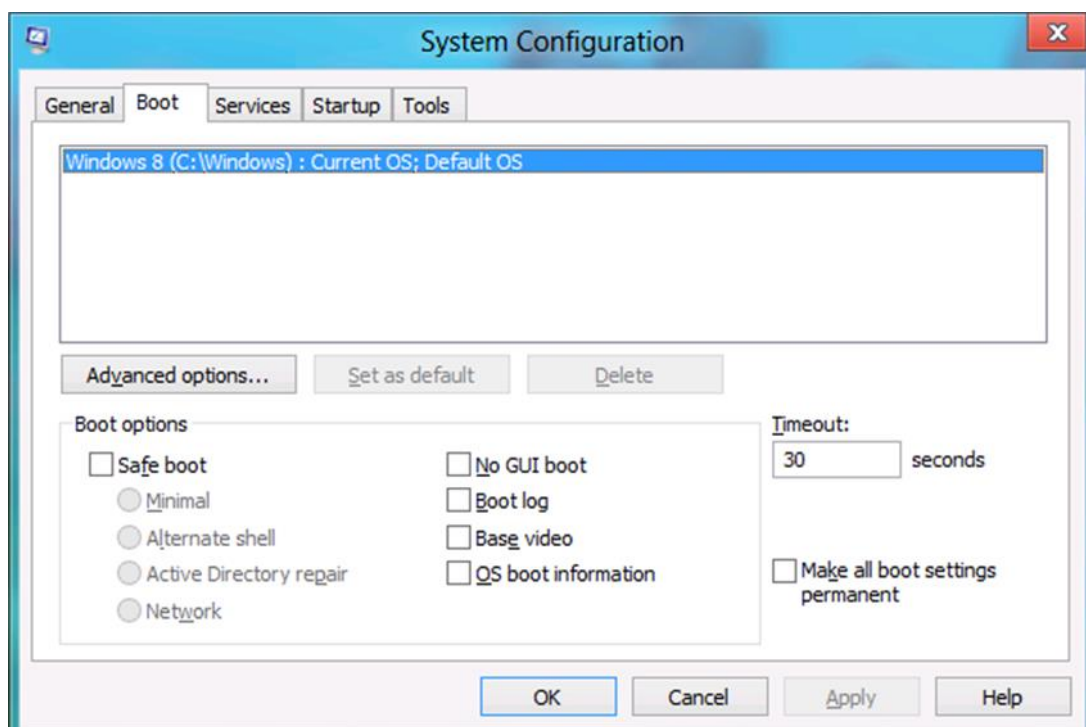 System Configuration
General Boot Services Startup Tools
Windows 8 (C:\Windows) : Current OS; Default OS
Advanced options... Set as default Delete
Boot options
Timeout:
Safe boot No GUI boot 30 seconds
Minimal Boot log
Alternate shell Base video
Active Directory repair OS boot information Make all boot settings
permanent
Network
OK Cancel Apply Help